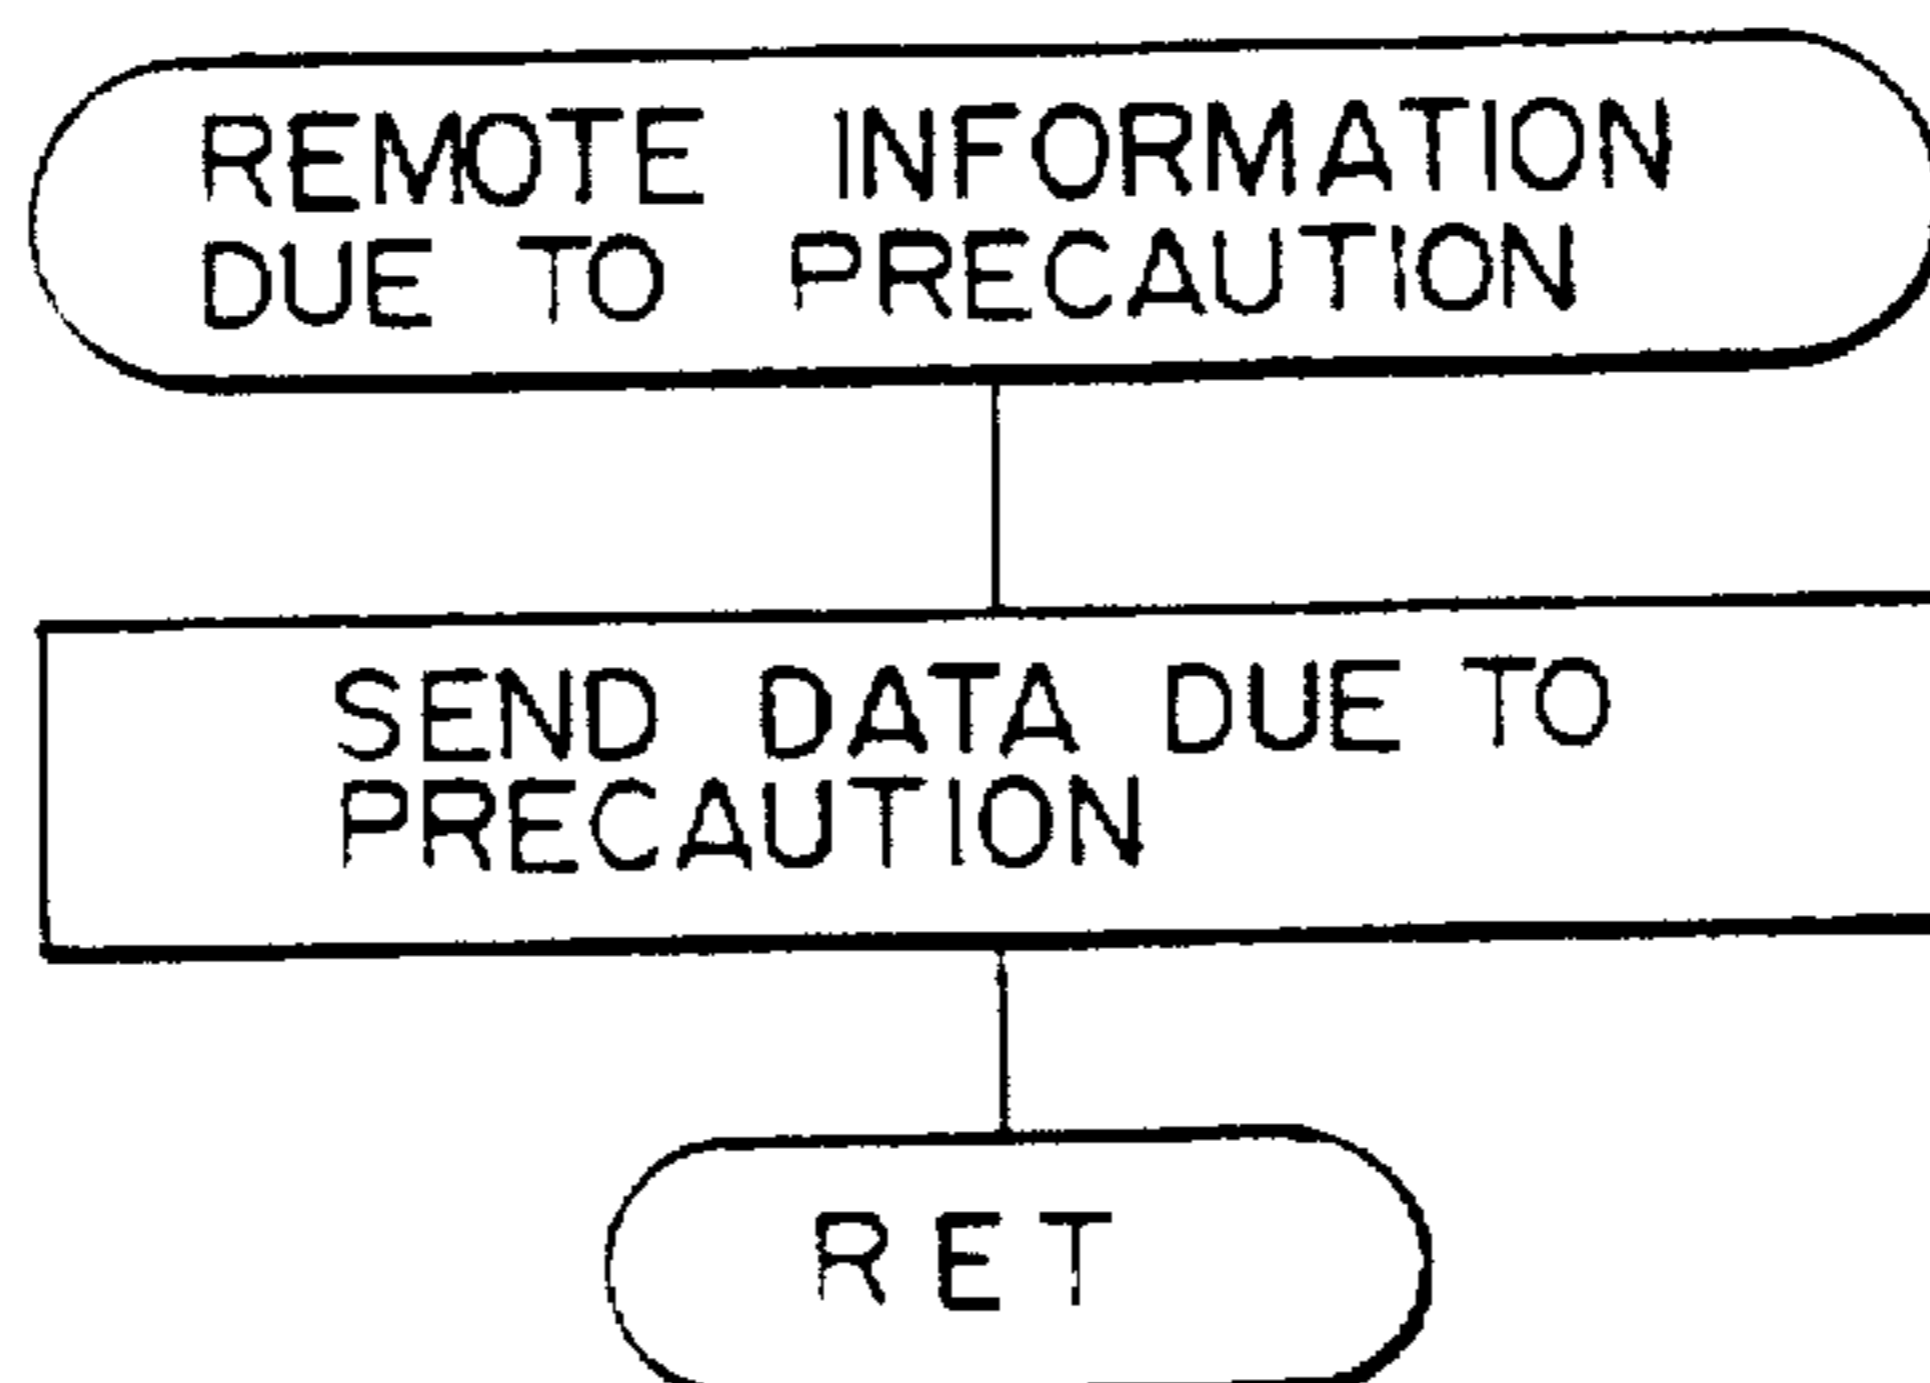 REMOTE INFORMATION
DUE TO PRECAUTION
SEND DATA DUE TO
PRECAUTION
RET